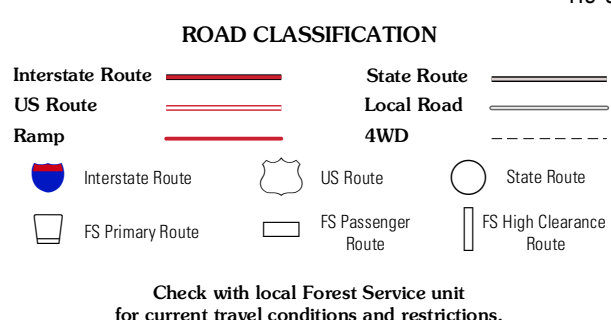 ROAD CLASSIFICATION
Interstate Route
State Route
US Route
Local Road
Ramp
4WD
Interstate Route
US Route
State Route
FS Primary Route
FS Passenger
Route
FS High Clearance
Route
Check with local Forest Service unit
for current travel conditions and restrictions.